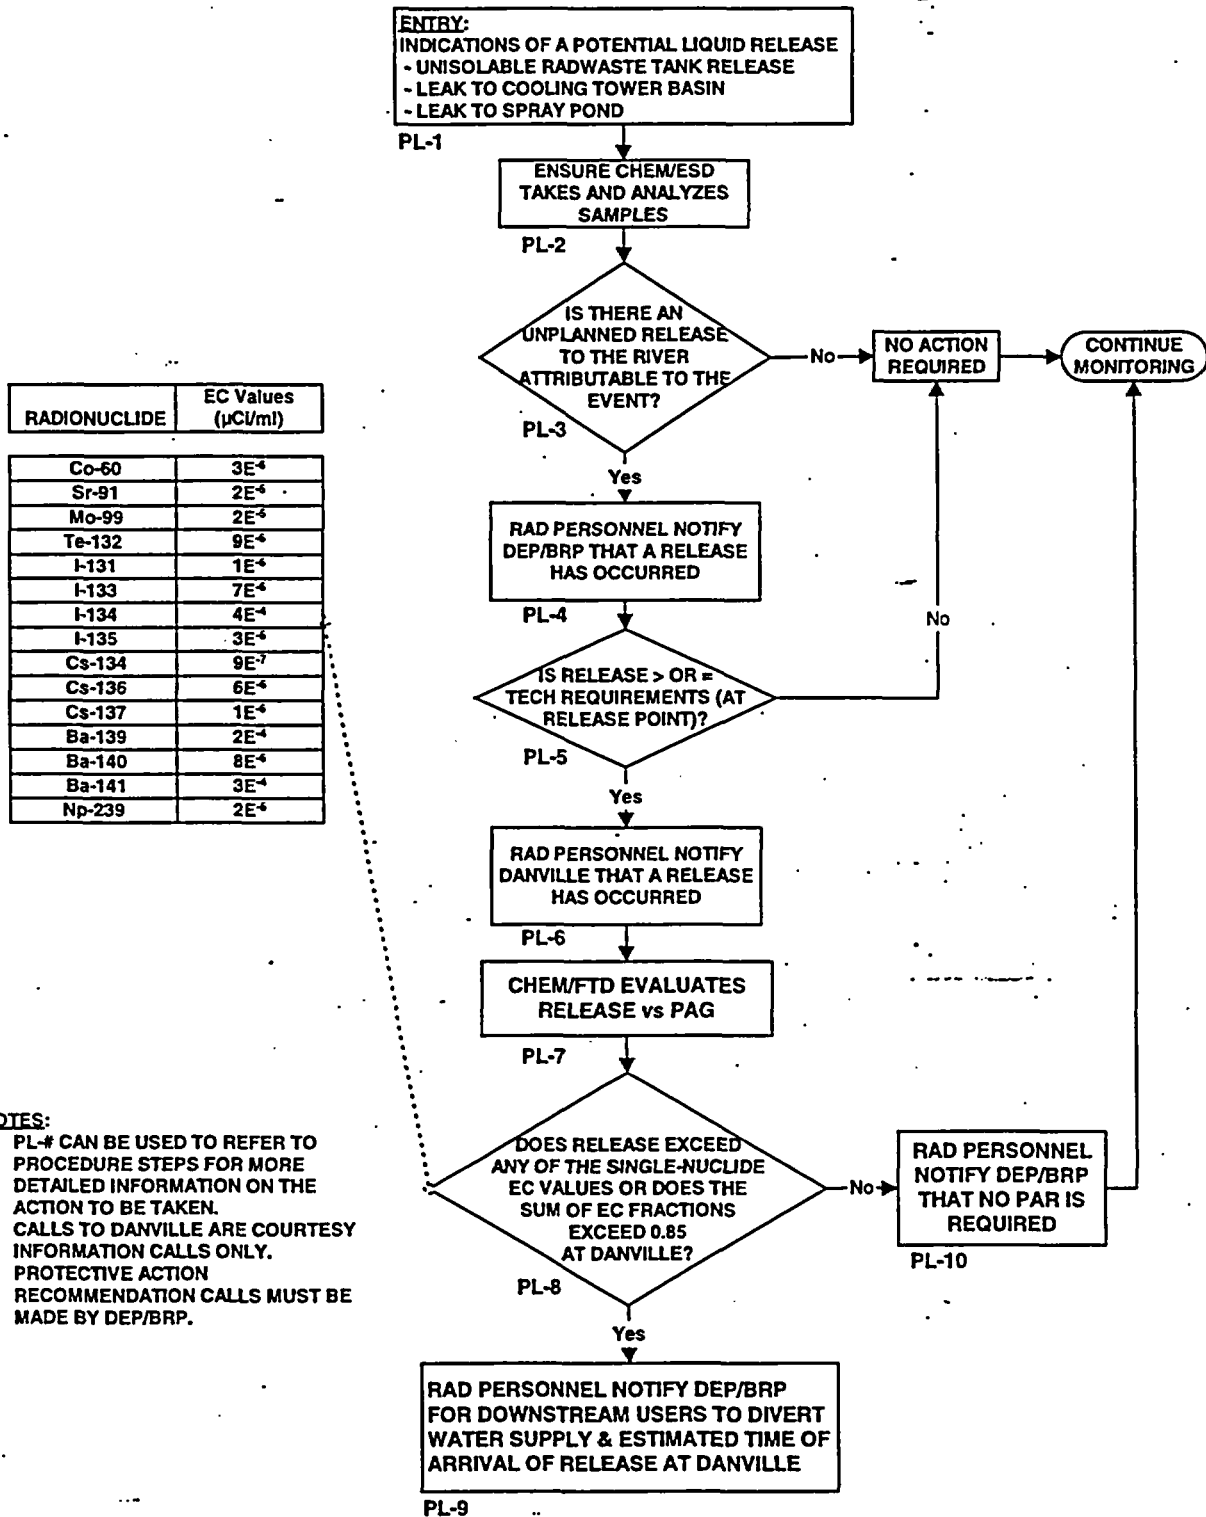 ENTRY:
INDICATIONS OF A POTENTIAL LIQUID RELEASE
- UNISOLABLE RADWASTE TANK RELEASE
- LEAK TO COOLING TOWER BASIN
- LEAK TO SPRAY POND
PL-1
ENSURE CHEM/ESD
TAKES AND ANALYZES
SAMPLES
PL-2
IS THERE AN
UNPLANNED RELEASE
TO THE RIVER
ATTRIBUTABLE TO THE
EVENT?
PL-3
No
NO ACTION
REQUIRED
CONTINUE
MONITORING
Yes
RADIONUCLIDE EC Values (µCi/ml)
Co-60 3E-6
Sr-91 2E-5
Mo-99 2E-5
Te-132 9E-6
I-131 1E-6
I-133 7E-6
I-134 4E-4
I-135 3E-5
Cs-134 9E-7
Cs-136 6E-6
Cs-137 1E-6
Ba-139 2E-4
Ba-140 8E-6
Ba-141 3E-4
Np-239 2E-5
RAD PERSONNEL NOTIFY
DEP/BRP THAT A RELEASE
HAS OCCURRED
PL-4
No
IS RELEASE > OR =
TECH REQUIREMENTS (AT
RELEASE POINT)?
PL-5
Yes
RAD PERSONNEL NOTIFY
DANVILLE THAT A RELEASE
HAS OCCURRED
PL-6
CHEM/FTD EVALUATES
RELEASE vs PAG
PL-7
DOES RELEASE EXCEED
ANY OF THE SINGLE-NUCLIDE
EC VALUES OR DOES THE
SUM OF EC FRACTIONS
EXCEED 0.85
AT DANVILLE?
PL-8
No
RAD PERSONNEL
NOTIFY DEP/BRP
THAT NO PAR IS
REQUIRED
PL-10
OTES:
PL-# CAN BE USED TO REFER TO
PROCEDURE STEPS FOR MORE
DETAILED INFORMATION ON THE
ACTION TO BE TAKEN.
CALLS TO DANVILLE ARE COURTESY
INFORMATION CALLS ONLY.
PROTECTIVE ACTION
RECOMMENDATION CALLS MUST BE
MADE BY DEP/BRP.
Yes
RAD PERSONNEL NOTIFY DEP/BRP
FOR DOWNSTREAM USERS TO DIVERT
WATER SUPPLY & ESTIMATED TIME OF
ARRIVAL OF RELEASE AT DANVILLE
PL-9